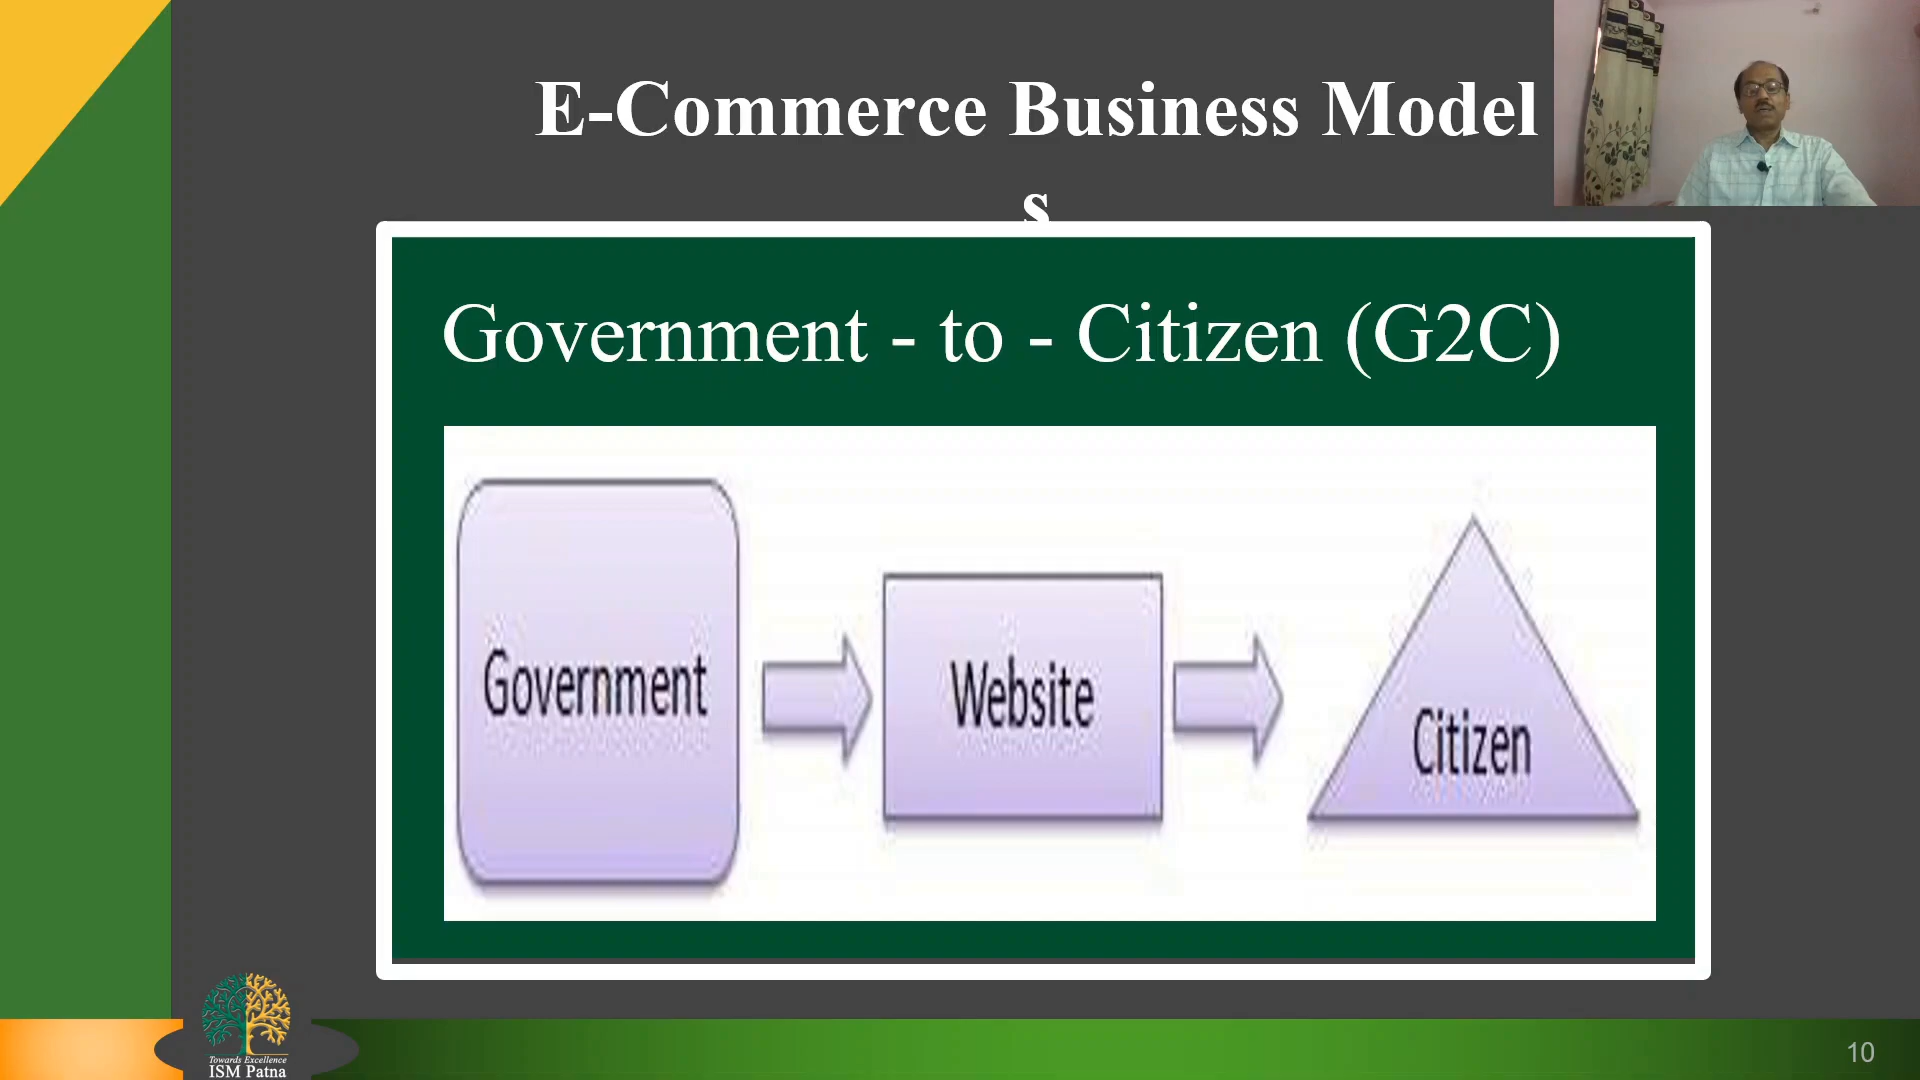 E-Commerce Business Model
s
Government - to - Citizen (G2C)
Government
Website
Citizen
Towards Excellence
ISM Patna
10